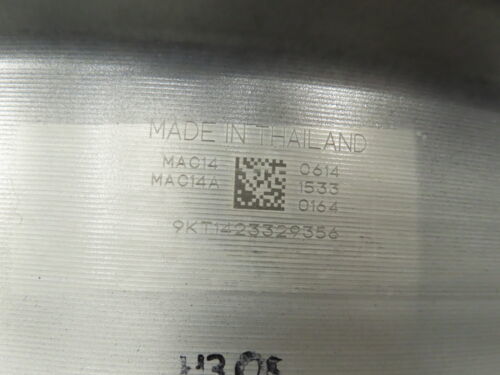 MADE IN THAILAND
MAC14 0614
MAC14A 1533
0164
9KT1423329356